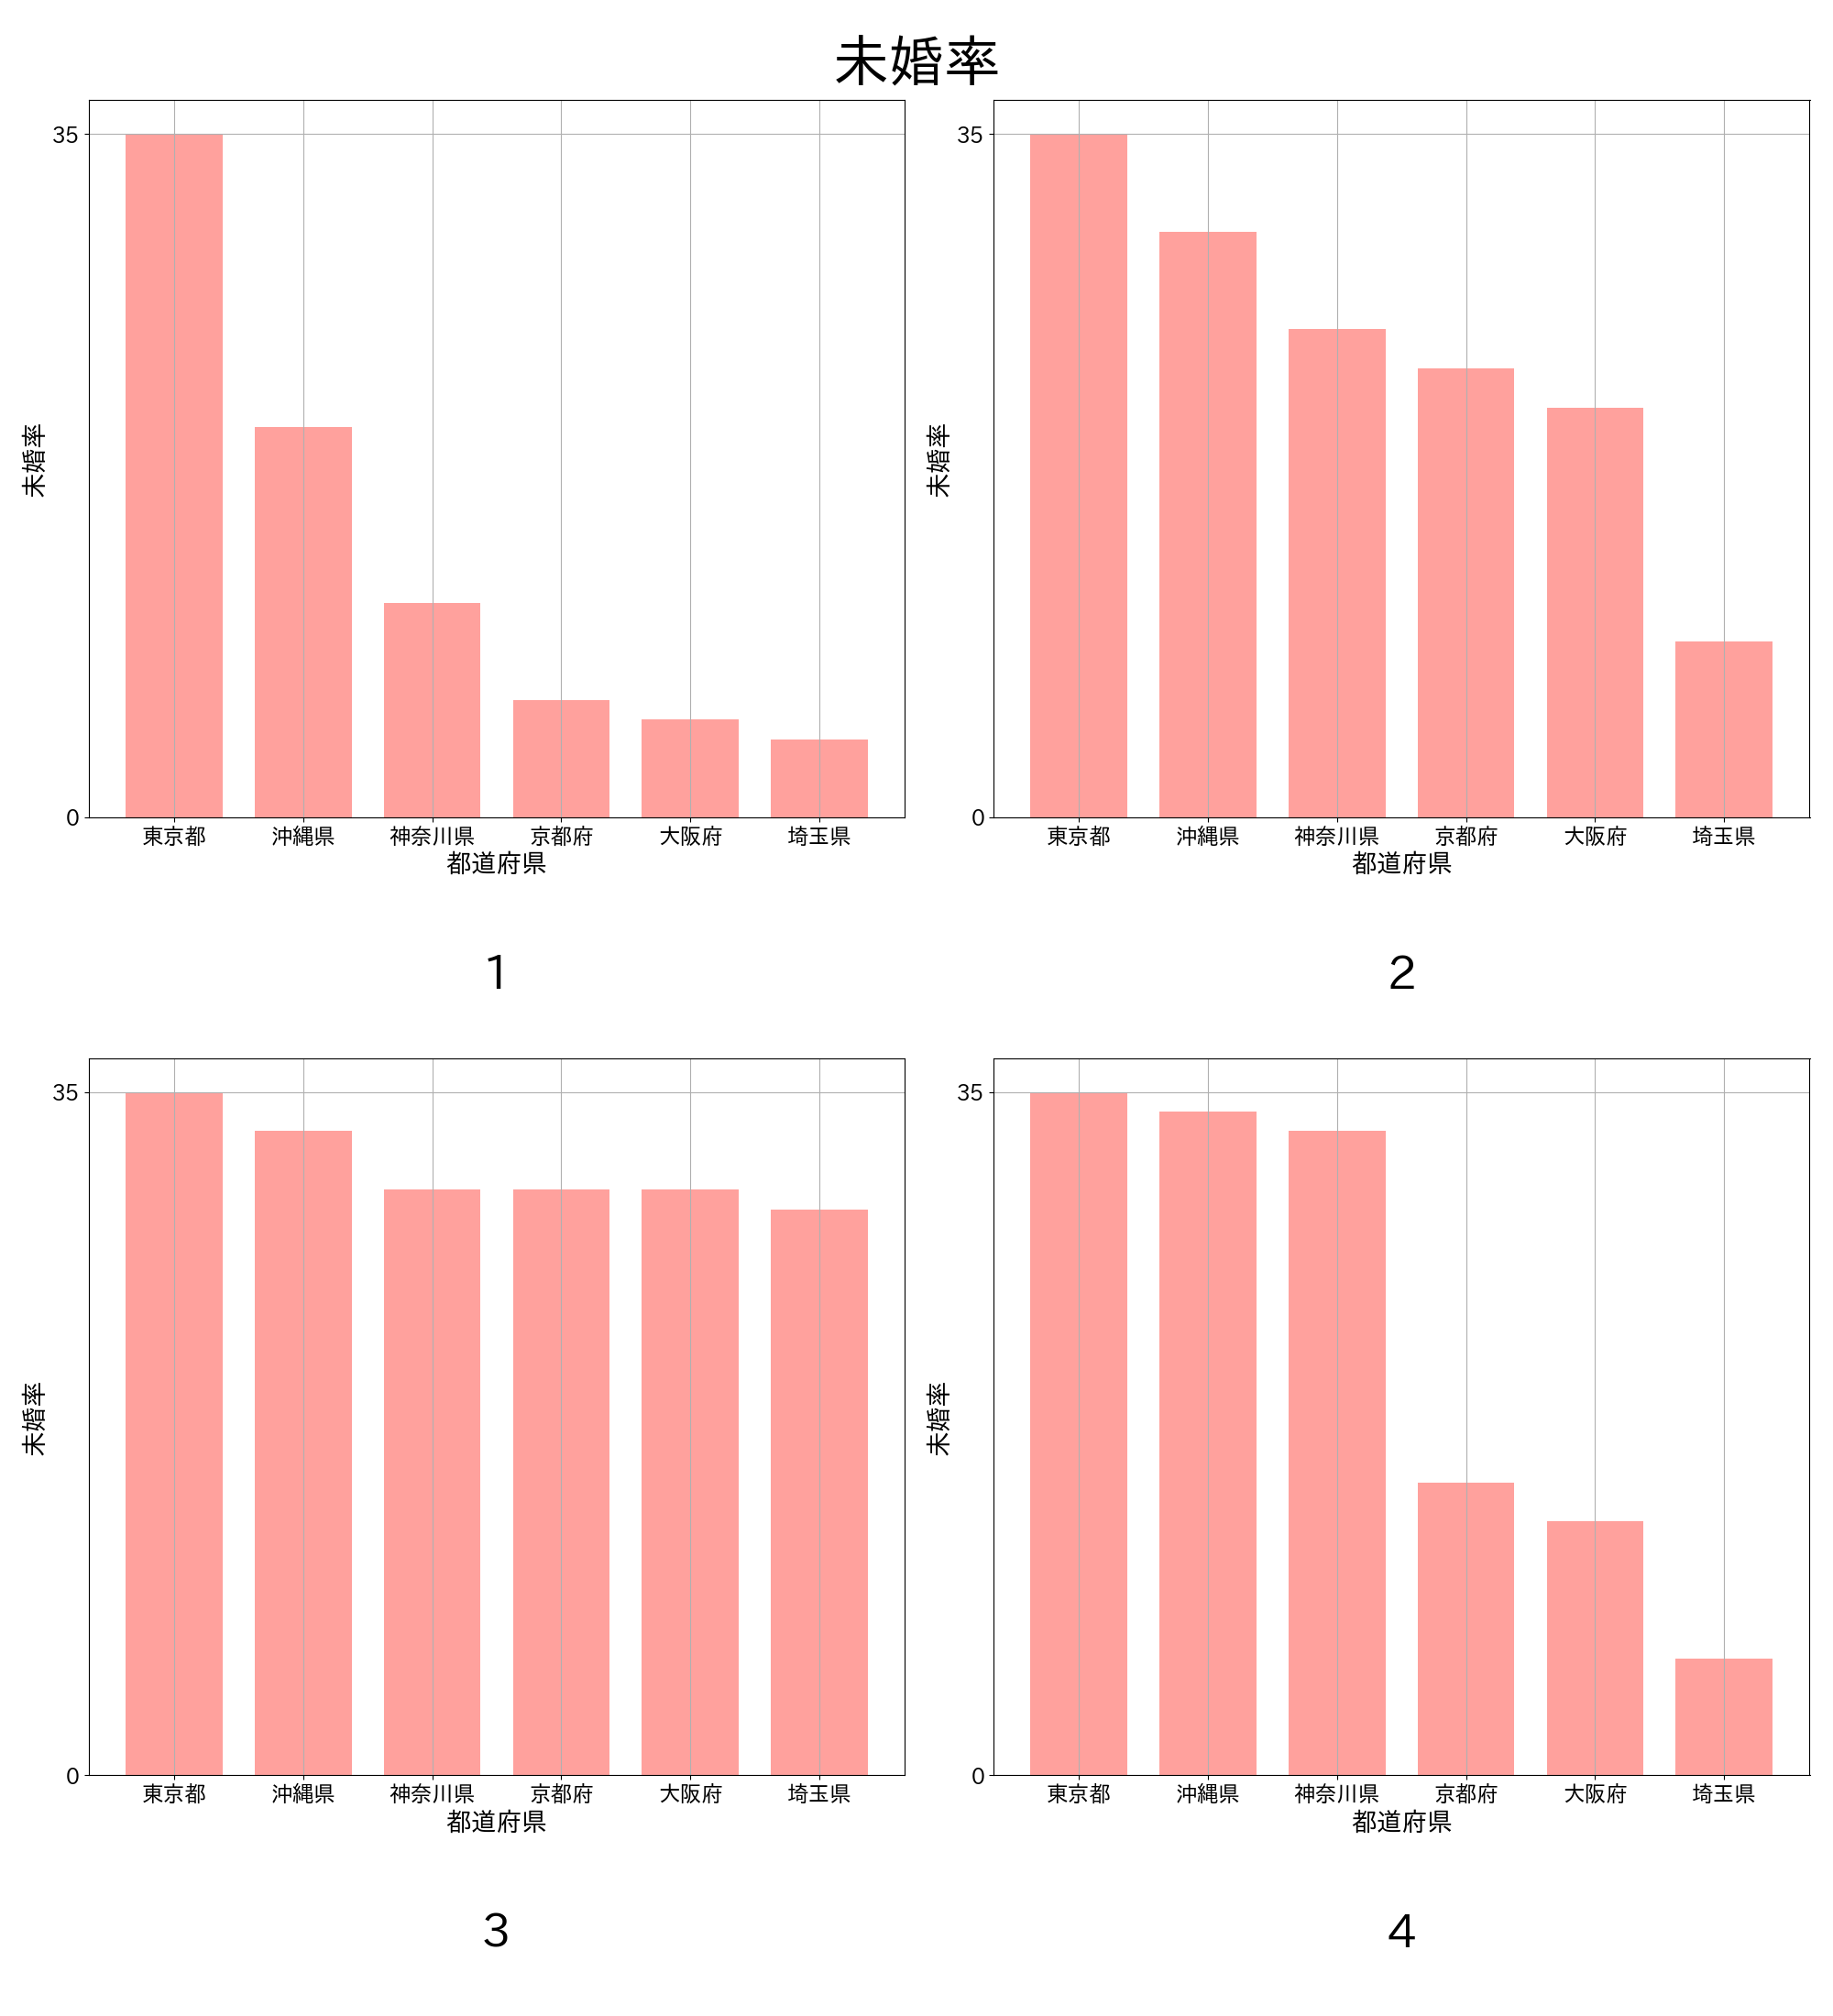 未婚率
35
0
未婚率
東京都 沖縄県 神奈川県 京都府 大阪府 埼玉県
都道府県
1
35
0
未婚率
東京都 沖縄県 神奈川県 京都府 大阪府 埼玉県
都道府県
2
35
0
未婚率
東京都 沖縄県 神奈川県 京都府 大阪府 埼玉県
都道府県
3
35
0
未婚率
東京都 沖縄県 神奈川県 京都府 大阪府 埼玉県
都道府県
4